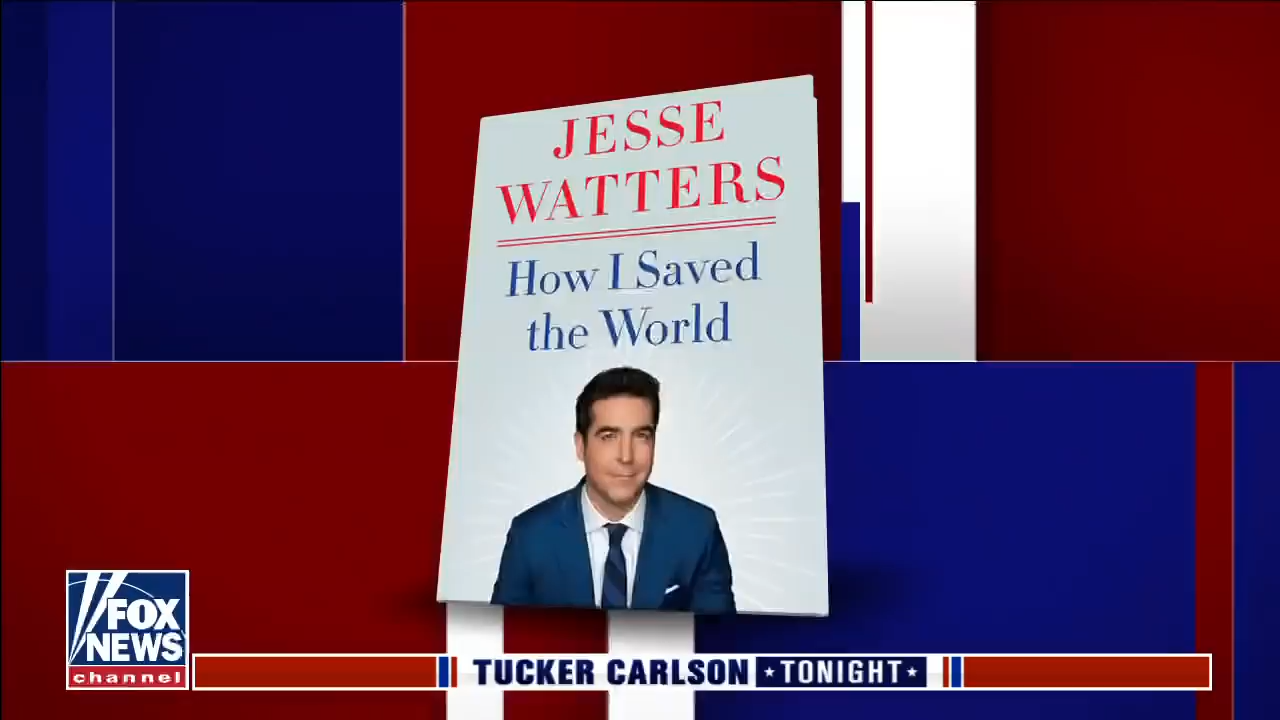 JESSE
WATTERS
How I Saved
the World
FOX
NEWS
channel
TUCKER CARLSON TONIGHT